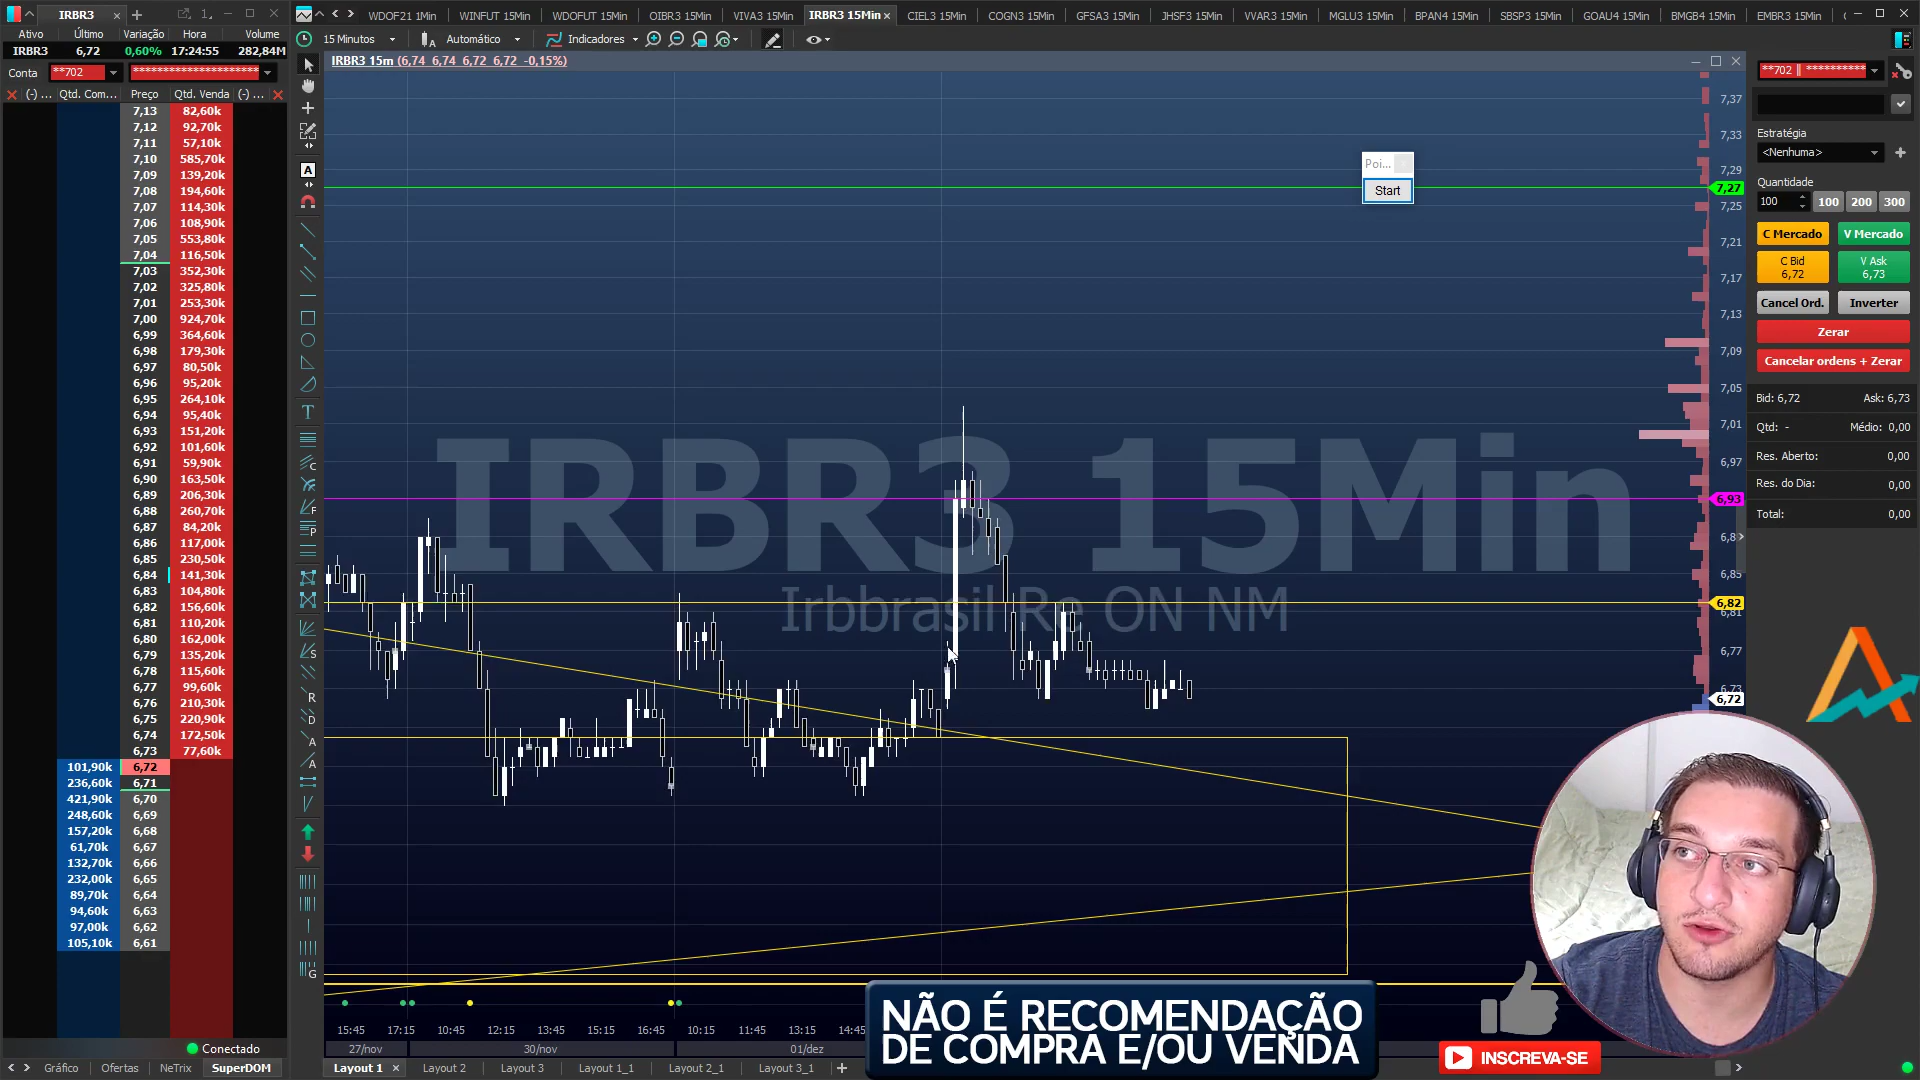 IRBR3
Ativo Último Variação Hora Volume
IRBR3 6,72 0,60% 17:24:55 282,84M
Conta **702 **********************
(-) ... Qtd. Com... Preço Qtd. Venda (-) ...
7,13 82,60k
7,12 92,70k
7,11 57,10k
7,10 585,70k
7,09 139,20k
7,08 194,60k
7,07 114,30k
7,06 108,90k
7,05 553,80k
7,04 116,50k
7,03 352,30k
7,02 325,80k
7,01 253,30k
7,00 924,70k
6,99 364,60k
6,98 179,30k
6,97 80,50k
6,96 95,20k
6,95 264,10k
6,94 95,40k
6,93 151,20k
6,92 101,60k
6,91 59,90k
6,90 163,50k
6,89 206,30k
6,88 260,70k
6,87 84,20k
6,86 117,00k
6,85 230,50k
6,84 141,30k
6,83 104,80k
6,82 156,60k
6,81 110,20k
6,80 162,00k
6,79 135,20k
6,78 115,60k
6,77 99,60k
6,76 210,30k
6,75 220,90k
6,74 172,50k
6,73 77,60k
101,90k 6,72
236,60k 6,71
421,90k 6,70
248,60k 6,69
157,20k 6,68
61,70k 6,67
132,70k 6,66
232,00k 6,65
89,70k 6,64
94,60k 6,63
97,00k 6,62
105,10k 6,61
Conectado
Gráfico Ofertas NeTrix SuperDOM
WDOF21 1Min WINFUT 15Min WDOFUT 15Min OIBR3 15Min VIVA3 15Min IRBR3 15Min CIEL3 15Min COGN3 15Min GFSA3 15Min JHSF3 15Min VVAR3 15Min MGLU3 15Min BPAN4 15Min SBSP3 15Min GOAU4 15Min BMGB4 15Min EMBR3 15Min
15 Minutos Automático Indicadores
IRBR3 15m (6,74 6,74 6,72 6,72 -0,15%)
Poi...
Start
IRBR3 15Min
Irbbrasil Re ON NM
7,37
7,33
7,29
7,27
7,25
7,21
7,17
7,13
7,09
7,05
7,01
6,97
6,93
6,85
6,82
6,81
6,77
6,73
6,72
15:45 17:15 10:45 12:15 13:45 15:15 16:45 10:15 11:45 13:15 14:45
27/nov 30/nov 01/dez
Layout 1 Layout 2 Layout 3 Layout 1_1 Layout 2_1 Layout 3_1
**702 || **********
Estratégia
<Nenhuma>
Quantidade
100 100 200 300
C Mercado V Mercado
C Bid V Ask
6,72 6,73
Cancel Ord. Inverter
Zerar
Cancelar ordens + Zerar
Bid: 6,72 Ask: 6,73
Qtd: - Médio: 0,00
Res. Aberto: 0,00
Res. do Dia: 0,00
Total: 0,00
NÃO É RECOMENDAÇÃO
DE COMPRA E/OU VENDA
INSCREVA-SE